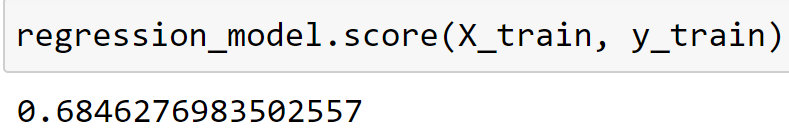 regression_model.score(X_train, y_train)
0.6846276983502557